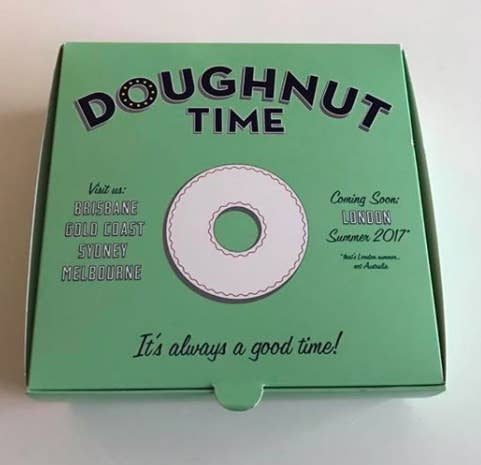 DOUGHNUT
TIME
Visit us:
BRISBANE
GOLD COAST
SYDNEY
MELBOURNE
Coming Soon:
LONDON
Summer 2017*
*that's London summer...
not Australia
It's always a good time!